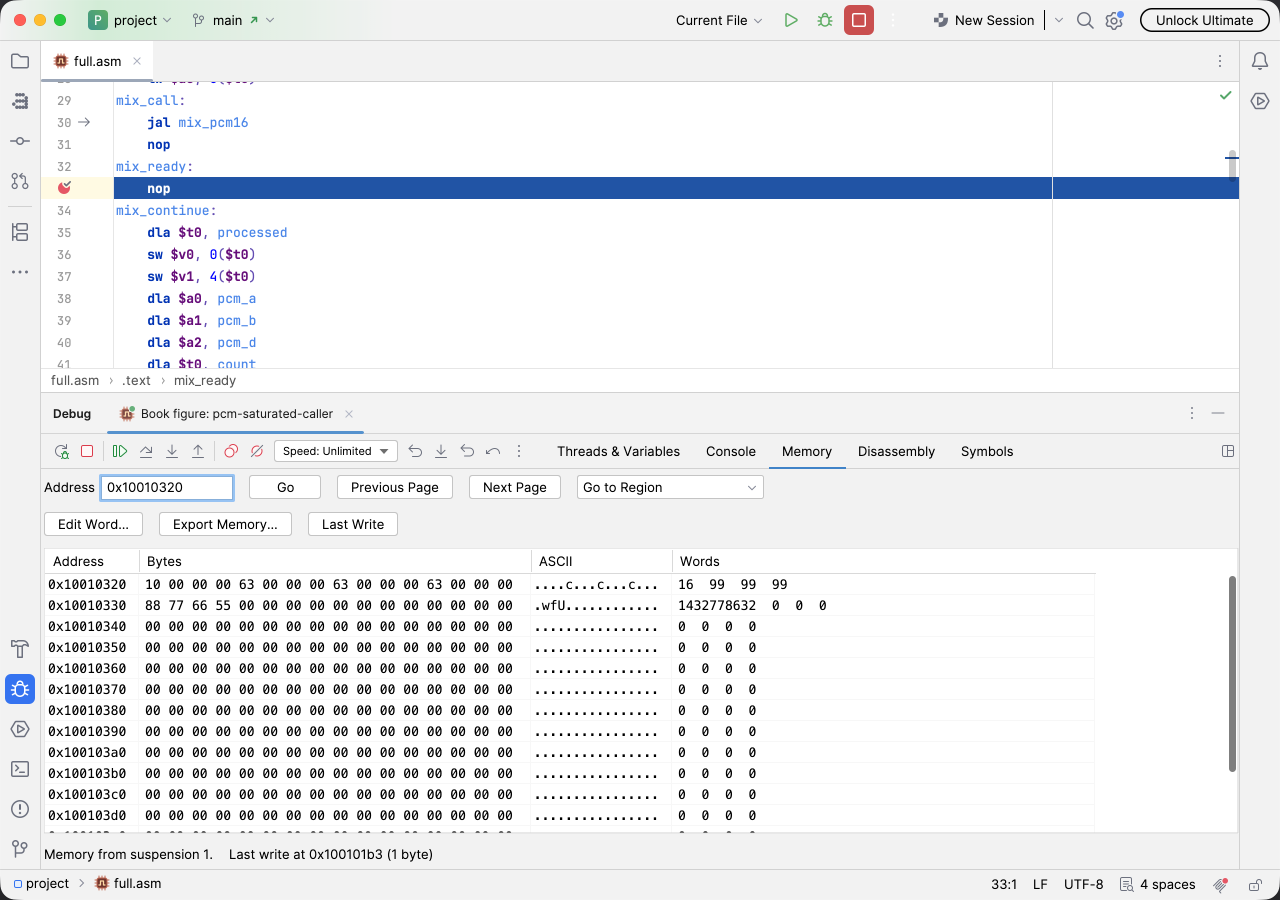 P project main Current File New Session Unlock Ultimate
full.asm
29 mix_call:
30 jal mix_pcm16
31 nop
32 mix_ready:
nop
34 mix_continue:
35 dla $t0, processed
36 sw $v0, 0($t0)
37 sw $v1, 4($t0)
38 dla $a0, pcm_a
39 dla $a1, pcm_b
40 dla $a2, pcm_d
41 dla $t0, count
full.asm › .text › mix_ready
Debug Book figure: pcm-saturated-caller
Speed: Unlimited Threads & Variables Console Memory Disassembly Symbols
Address 0x10010320 Go Previous Page Next Page Go to Region
Edit Word... Export Memory... Last Write
Address Bytes ASCII Words
0x10010320 10 00 00 00 63 00 00 00 63 00 00 00 63 00 00 00 ....c...c...c... 16 99 99 99
0x10010330 88 77 66 55 00 00 00 00 00 00 00 00 00 00 00 00 .wfU............ 1432778632 0 0 0
0x10010340 00 00 00 00 00 00 00 00 00 00 00 00 00 00 00 00 ................ 0 0 0 0
0x10010350 00 00 00 00 00 00 00 00 00 00 00 00 00 00 00 00 ................ 0 0 0 0
0x10010360 00 00 00 00 00 00 00 00 00 00 00 00 00 00 00 00 ................ 0 0 0 0
0x10010370 00 00 00 00 00 00 00 00 00 00 00 00 00 00 00 00 ................ 0 0 0 0
0x10010380 00 00 00 00 00 00 00 00 00 00 00 00 00 00 00 00 ................ 0 0 0 0
0x10010390 00 00 00 00 00 00 00 00 00 00 00 00 00 00 00 00 ................ 0 0 0 0
0x100103a0 00 00 00 00 00 00 00 00 00 00 00 00 00 00 00 00 ................ 0 0 0 0
0x100103b0 00 00 00 00 00 00 00 00 00 00 00 00 00 00 00 00 ................ 0 0 0 0
0x100103c0 00 00 00 00 00 00 00 00 00 00 00 00 00 00 00 00 ................ 0 0 0 0
0x100103d0 00 00 00 00 00 00 00 00 00 00 00 00 00 00 00 00 ................ 0 0 0 0
Memory from suspension 1. Last write at 0x100101b3 (1 byte)
project › full.asm 33:1 LF UTF-8 4 spaces